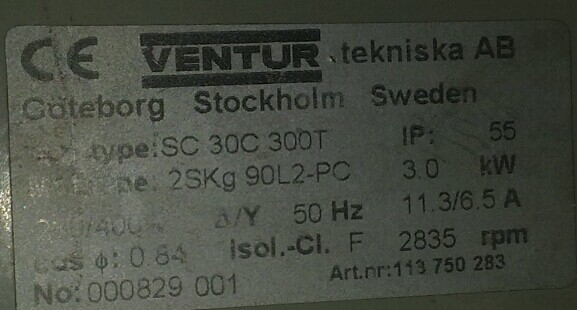 CE VENTUR tekniska AB
Göteborg Stockholm Sweden
type: SC 30C 300T IP: 55
2SKg 90L2-PC 3.0 kW
/400 Δ/Y 50 Hz 11.3/6.5 A
cos ϕ: 0.84 Isol.-Cl. F 2835 rpm
No: 000829 001 Art.nr: 113 750 283